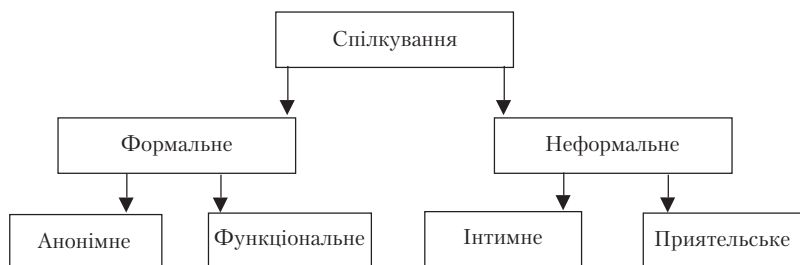 Спілкування
Формальне
Неформальне
Анонімне
Функціональне
Інтимне
Приятельське